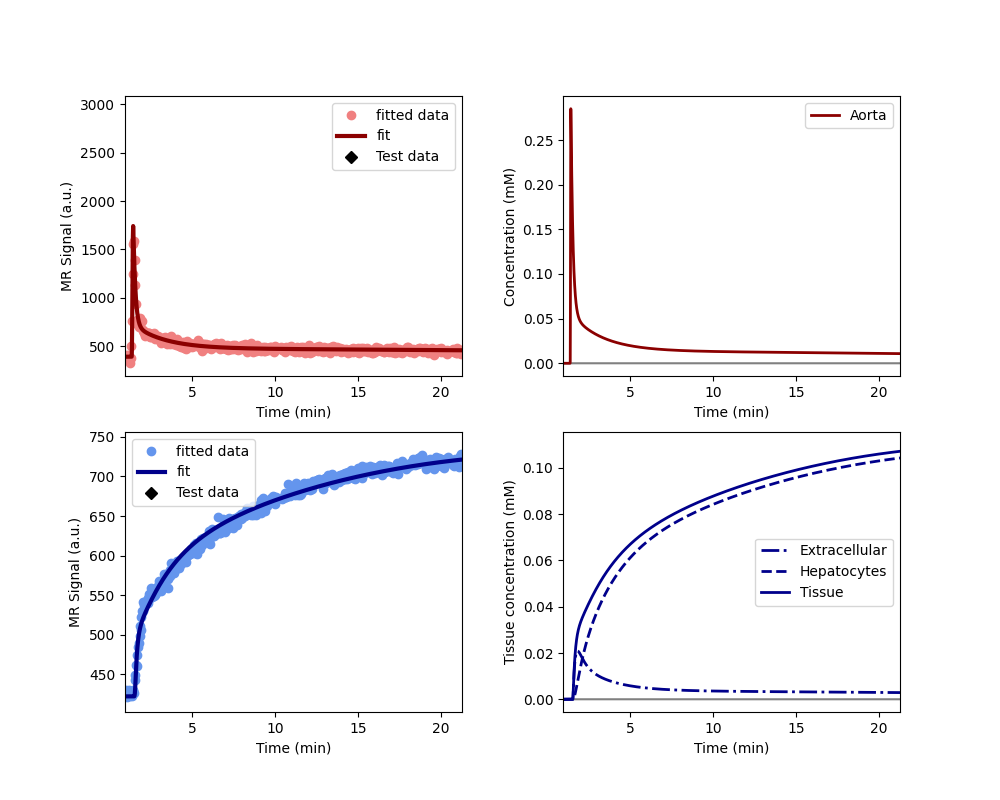 3000
2500
2000
1500
1000
500
MR Signal (a.u.)
fitted data
fit
Test data
5
10
15
20
Time (min)
0.25
0.20
0.15
0.10
0.05
0.00
Concentration (mM)
Aorta
5
10
15
20
Time (min)
750
700
650
600
550
500
450
MR Signal (a.u.)
fitted data
fit
Test data
5
10
15
20
Time (min)
0.10
0.08
0.06
0.04
0.02
0.00
Tissue concentration (mM)
Extracellular
Hepatocytes
Tissue
5
10
15
20
Time (min)